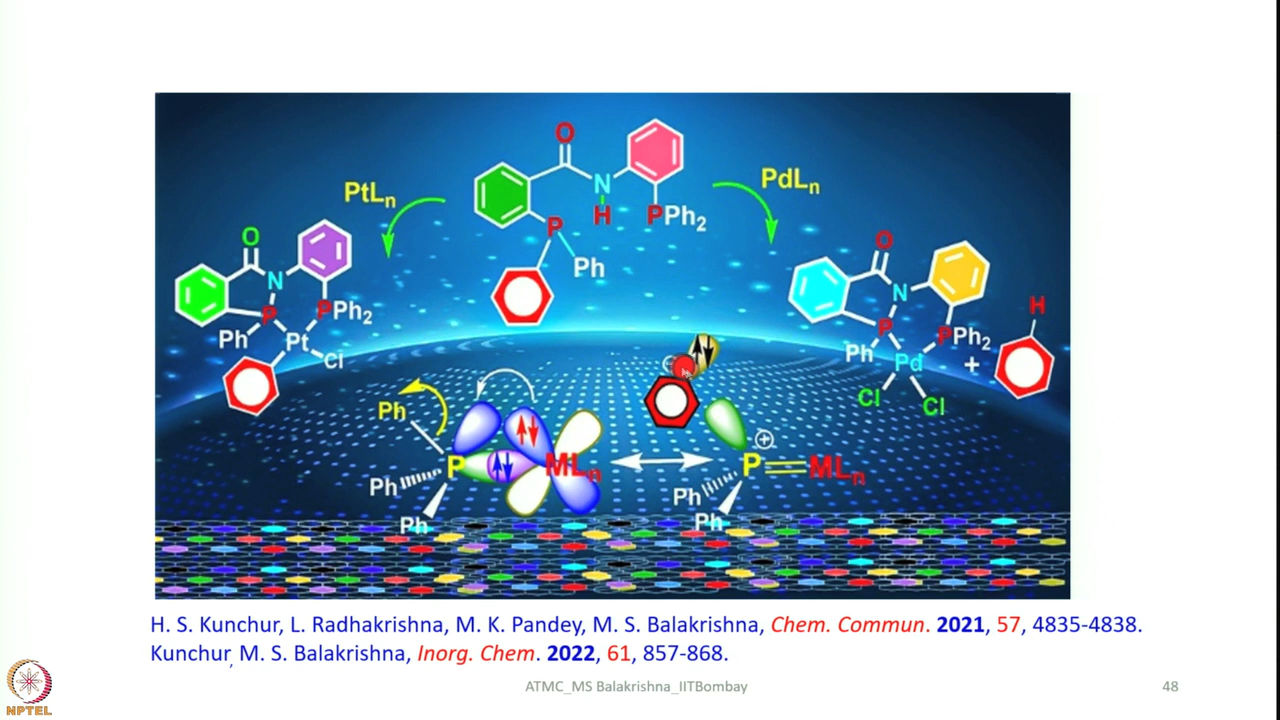 O
PtLn
PdLn
N
H
PPh2
P
Ph
O
N
P
PPh2
Ph
Pt
Cl
O
N
P
PPh2
Ph
Pd
Cl
Cl
+
H
Ph
P
MLn
Ph
Ph
P
MLn
Ph
Ph
H. S. Kunchur, L. Radhakrishna, M. K. Pandey, M. S. Balakrishna, Chem. Commun. 2021, 57, 4835-4838.
Kunchur, M. S. Balakrishna, Inorg. Chem. 2022, 61, 857-868.
NPTEL
ATMC_MS Balakrishna_IITBombay
48